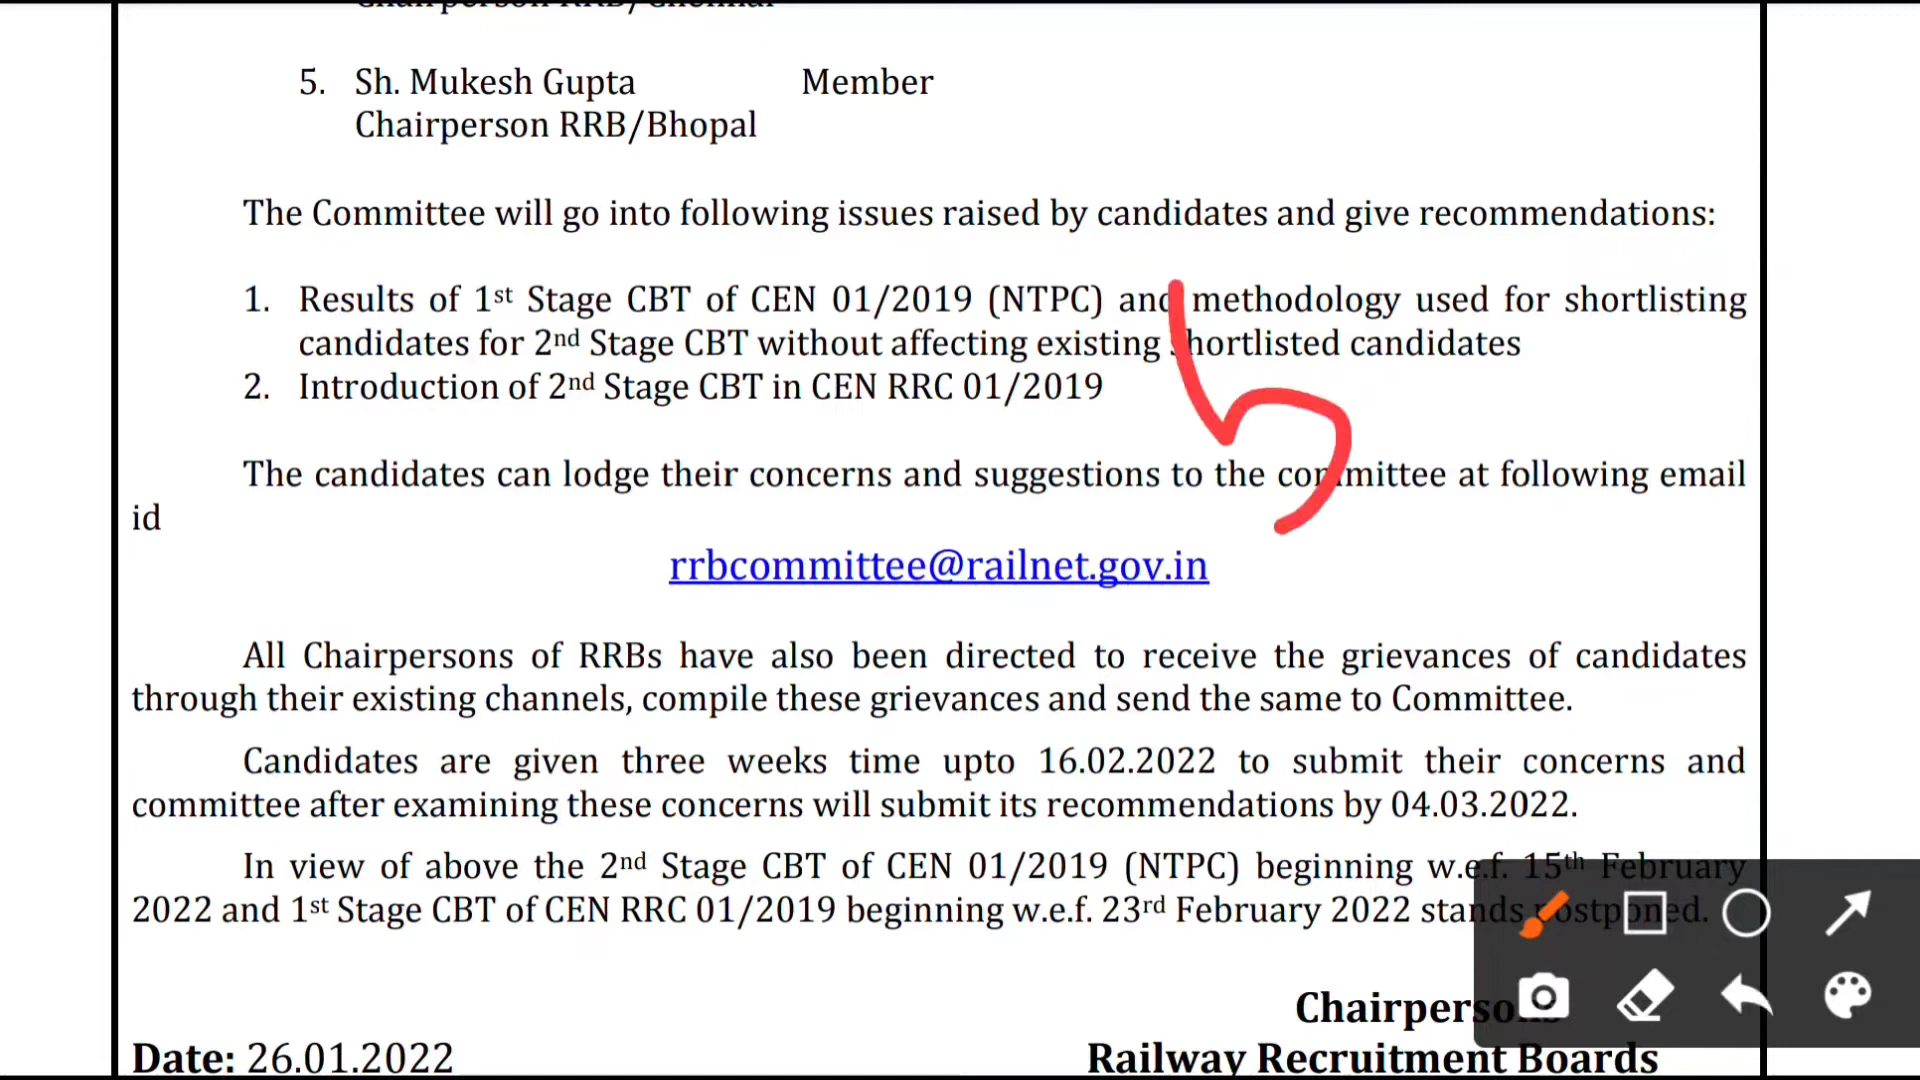 5. Sh. Mukesh Gupta Member
Chairperson RRB/Bhopal
The Committee will go into following issues raised by candidates and give recommendations:
1. Results of 1st Stage CBT of CEN 01/2019 (NTPC) and methodology used for shortlisting
candidates for 2nd Stage CBT without affecting existing shortlisted candidates
2. Introduction of 2nd Stage CBT in CEN RRC 01/2019
The candidates can lodge their concerns and suggestions to the committee at following email
id
rrbcommittee@railnet.gov.in
All Chairpersons of RRBs have also been directed to receive the grievances of candidates
through their existing channels, compile these grievances and send the same to Committee.
Candidates are given three weeks time upto 16.02.2022 to submit their concerns and
committee after examining these concerns will submit its recommendations by 04.03.2022.
In view of above the 2nd Stage CBT of CEN 01/2019 (NTPC) beginning w.e.f. 15th February
2022 and 1st Stage CBT of CEN RRC 01/2019 beginning w.e.f. 23rd February 2022 stands postponed.
Chairpersons
Date: 26.01.2022 Railway Recruitment Boards